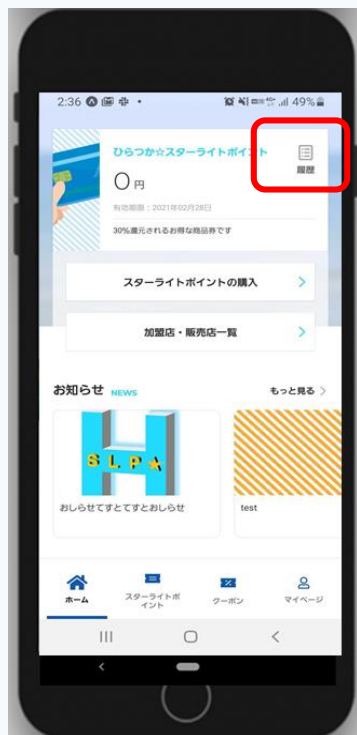 2:36
49%
ひらつか☆スターライトポイント
履歴
0 円
有効期限：2021年02月28日
30%還元されるお得な商品券です
スターライトポイントの購入
加盟店・販売店一覧
お知らせ NEWS
もっと見る
S L P ★
おしらせてすとてすとおしらせ
test
ホーム
スターライトポ
イント
クーポン
マイページ